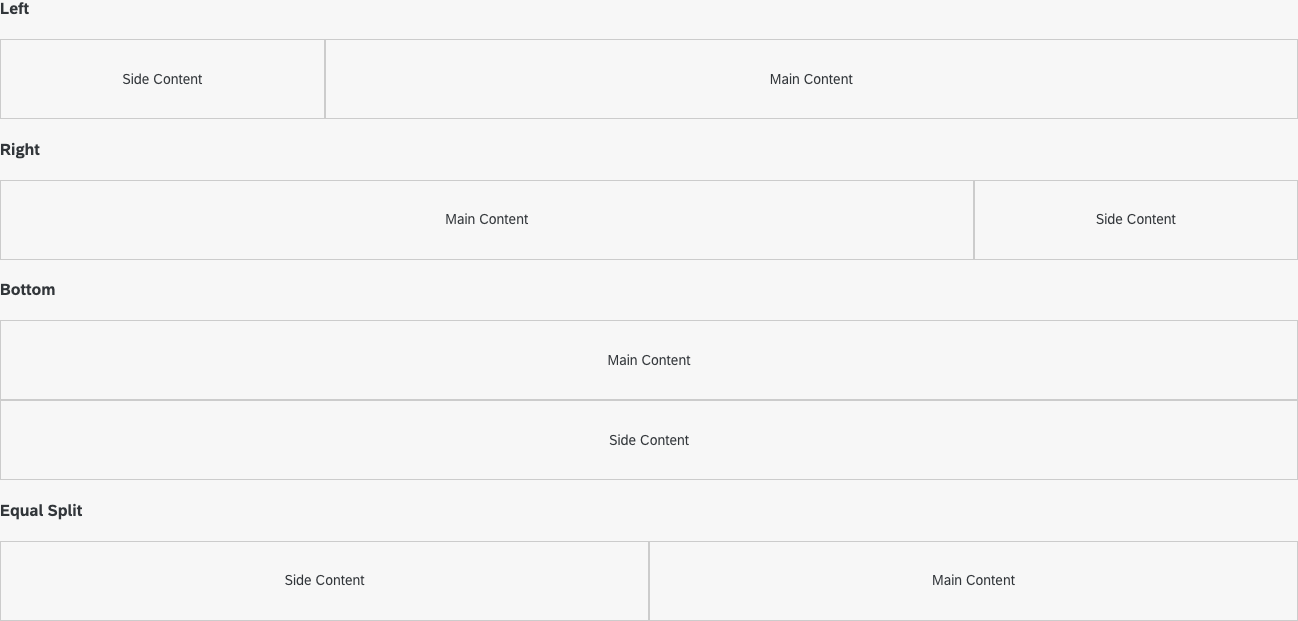 Left
Side Content
Main Content
Right
Main Content
Side Content
Bottom
Main Content
Side Content
Equal Split
Side Content
Main Content